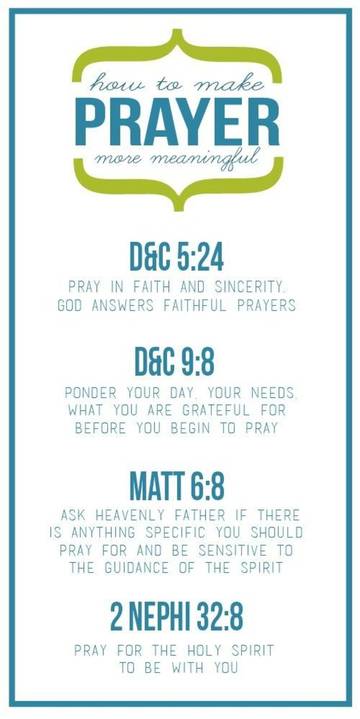 how to make
PRAYER
more meaningful
D&C 5:24
PRAY IN FAITH AND SINCERITY.
GOD ANSWERS FAITHFUL PRAYERS
D&C 9:8
PONDER YOUR DAY, YOUR NEEDS,
WHAT YOU ARE GRATEFUL FOR
BEFORE YOU BEGIN TO PRAY
MATT 6:8
ASK HEAVENLY FATHER IF THERE
IS ANYTHING SPECIFIC YOU SHOULD
PRAY FOR AND BE SENSITIVE TO
THE GUIDANCE OF THE SPIRIT
2 NEPHI 32:8
PRAY FOR THE HOLY SPIRIT
TO BE WITH YOU